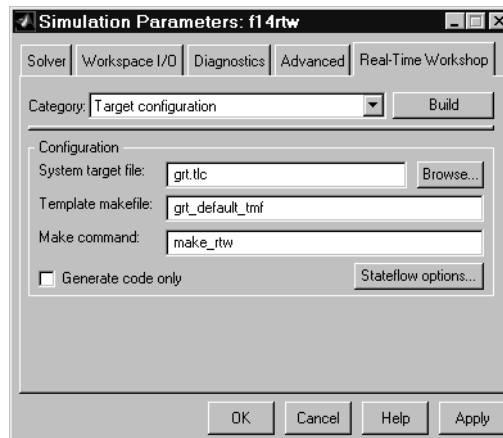 Simulation Parameters: f14rtw
Solver Workspace I/O Diagnostics Advanced Real-Time Workshop
Category: Target configuration Build
Configuration
System target file: grt.tlc Browse...
Template makefile: grt_default_tmf
Make command: make_rtw
Generate code only Stateflow options...
OK Cancel Help Apply